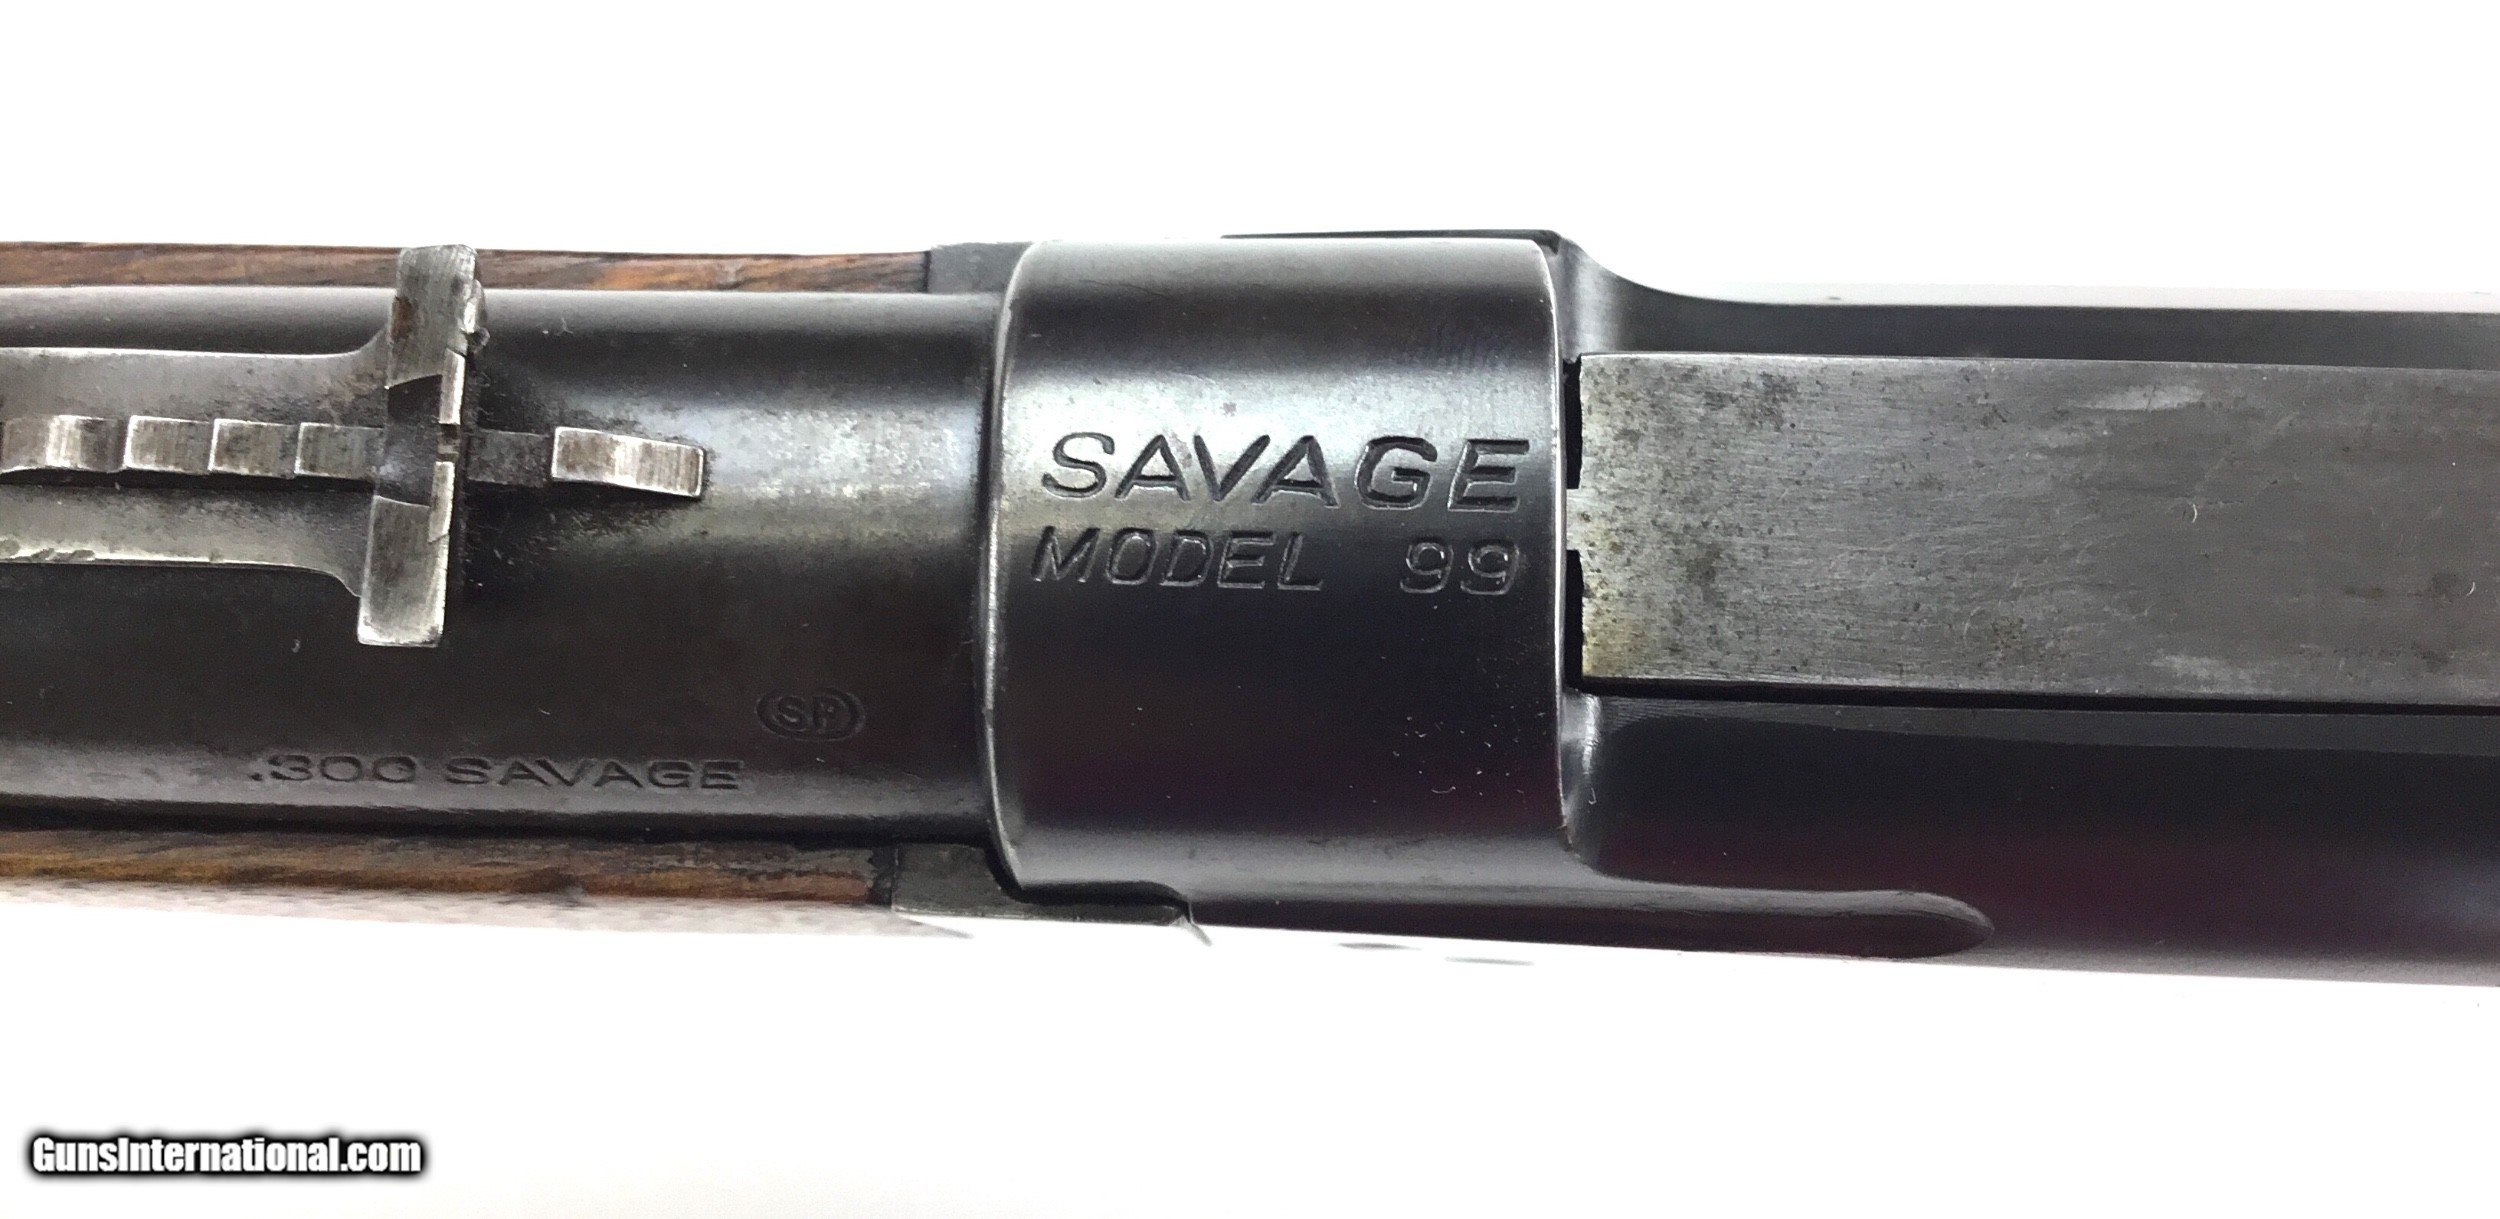 SAVAGE
MODEL 99
SP
.300 SAVAGE
GunsInternational.com